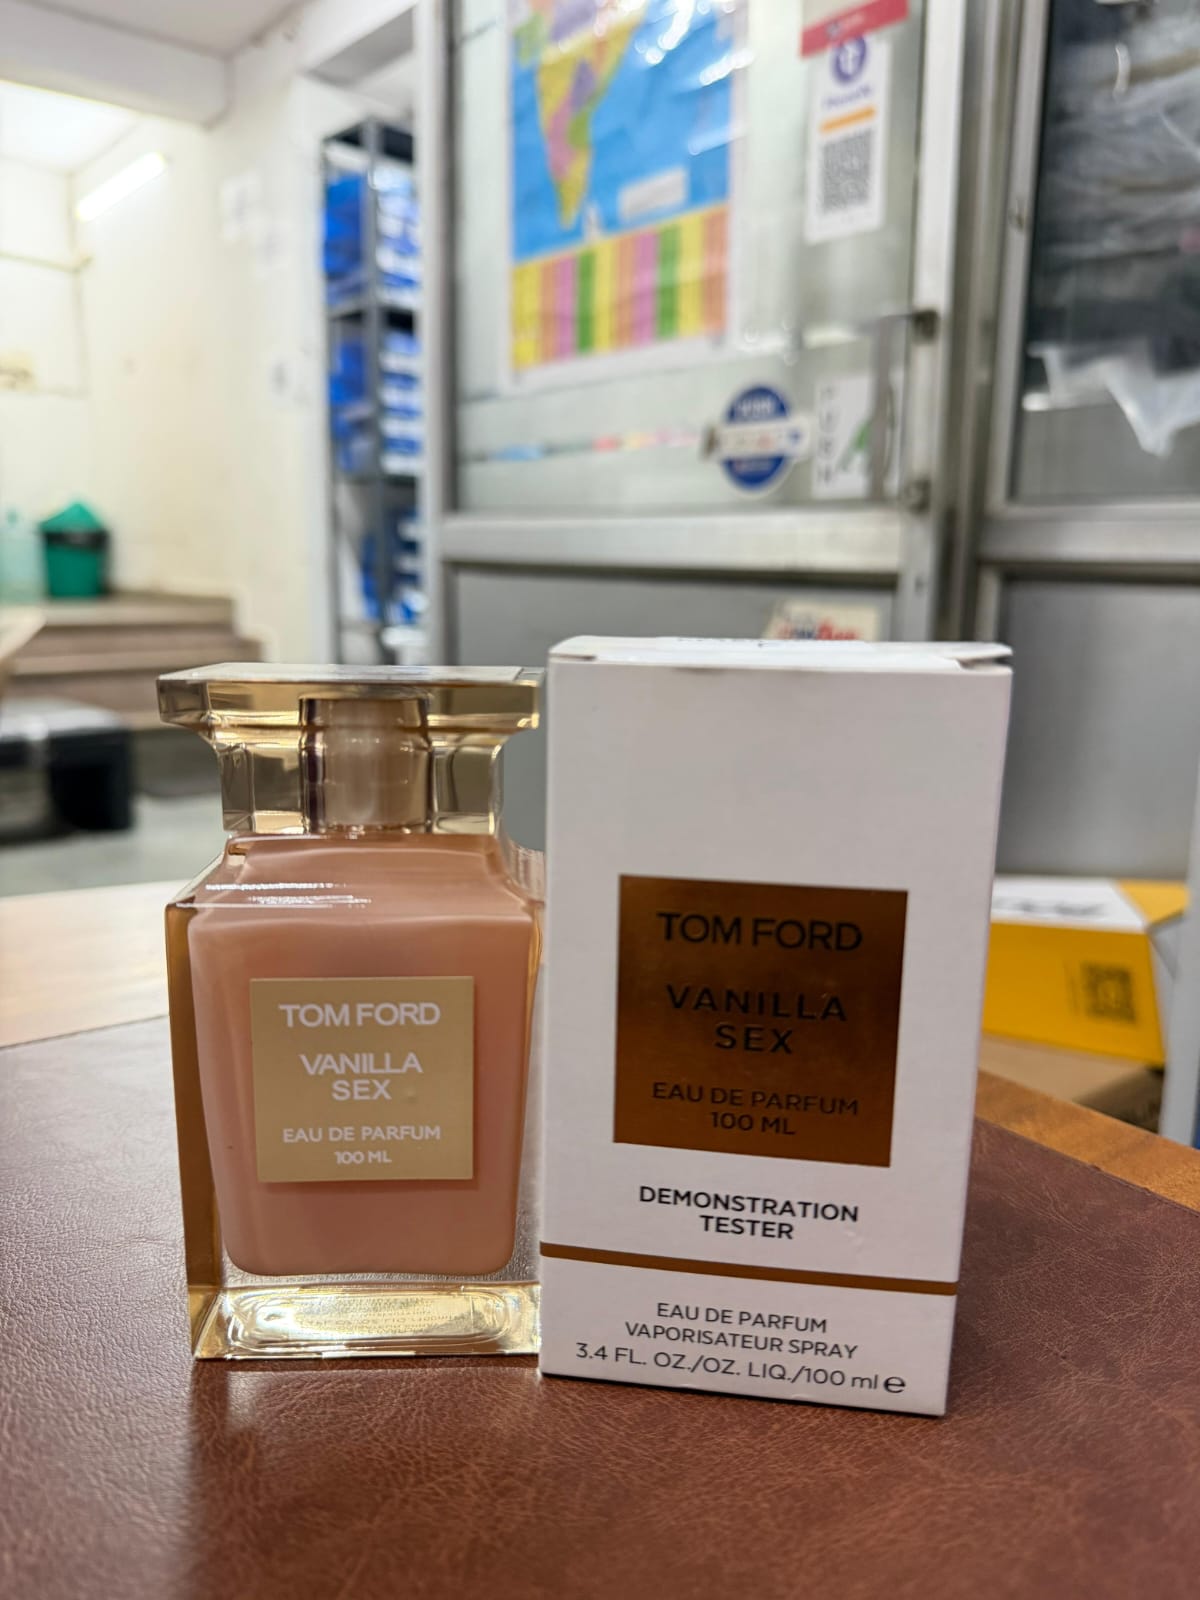 TOM FORD
VANILLA
SEX
EAU DE PARFUM
100 ML
TOM FORD
VANILLA
SEX
EAU DE PARFUM
100 ML
DEMONSTRATION
TESTER
EAU DE PARFUM
VAPORISATEUR SPRAY
3.4 FL. OZ./OZ. LIQ./100 ml ℮